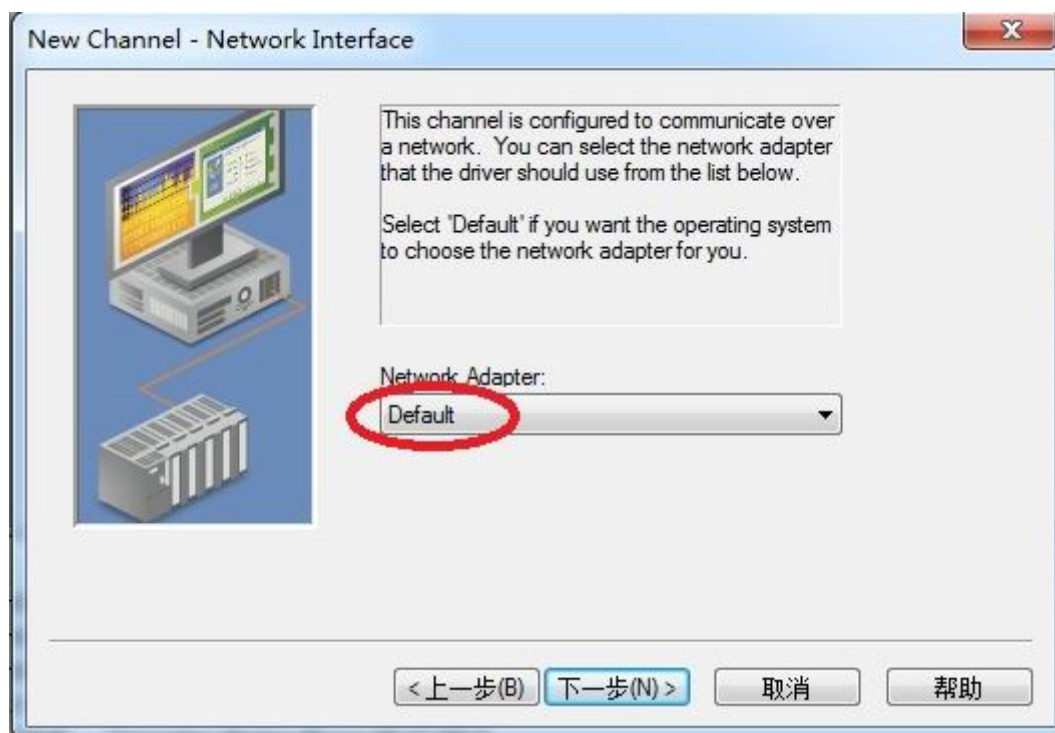 New Channel - Network Interface
This channel is configured to communicate over
a network. You can select the network adapter
that the driver should use from the list below.
Select 'Default' if you want the operating system
to choose the network adapter for you.
Network Adapter:
Default
<上一步(B) 下一步(N)> 取消 帮助